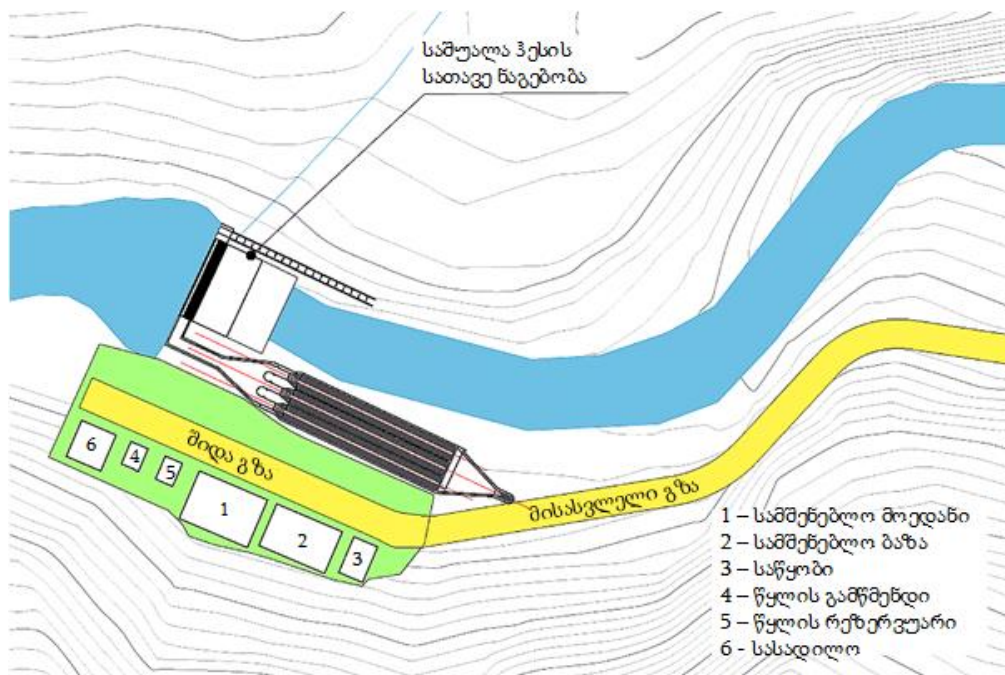 საშუალა ჰესის
სათავე ნაგებობა
შიდა გზა
მისასვლელი გზა
6
4
5
1
2
3
1 – სამშენებლო მოედანი
2 – სამშენებლო ბაზა
3 – საწყობი
4 – წყლის გამწმენდი
5 – წყლის რეზერვუარი
6 - სასადილო